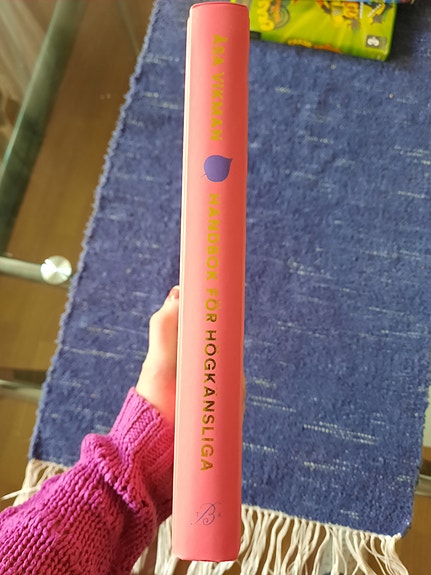 ÅSA VIKMAN
HANDBOK FÖR HÖGKÄNSLIGA
B